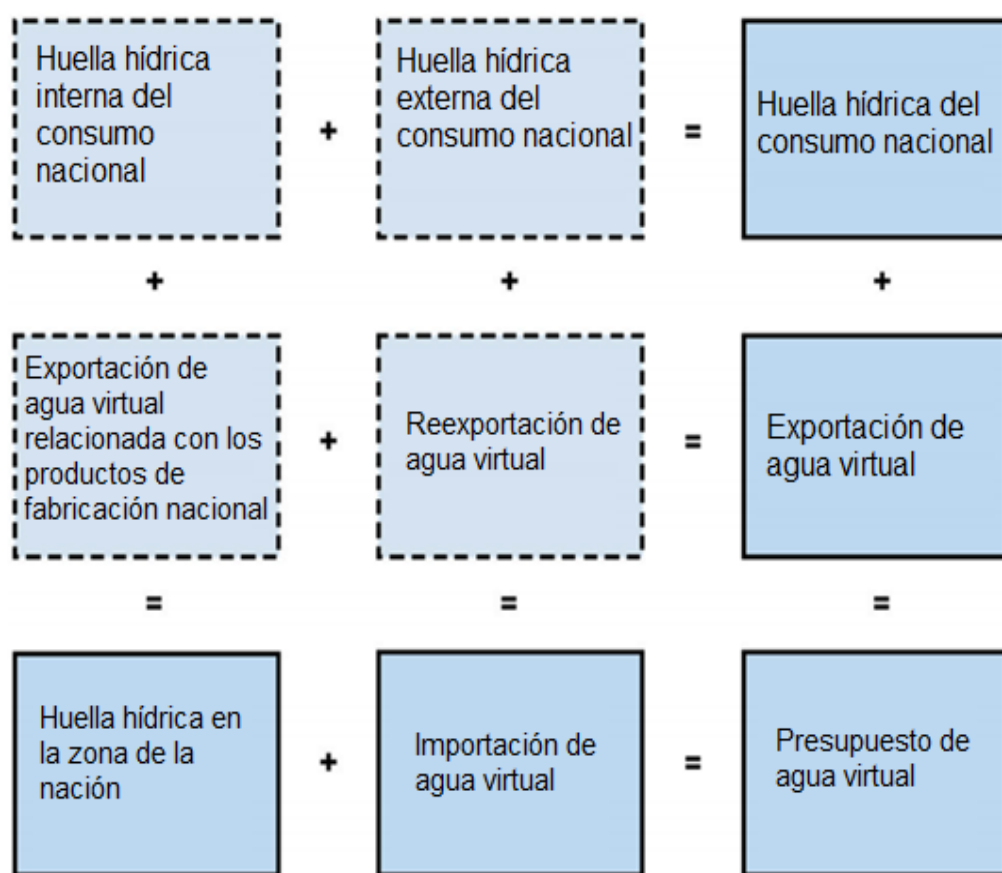 Huella hídrica
interna del
consumo
nacional
+
Huella hídrica
externa del
consumo nacional
=
Huella hídrica del
consumo nacional
+
+
+
Exportación de
agua virtual
relacionada con los
productos de
fabricación nacional
+
Reexportación de
agua virtual
=
Exportación de
agua virtual
=
=
=
Huella hídrica en
la zona de la
nación
+
Importación de
agua virtual
=
Presupuesto de
agua virtual